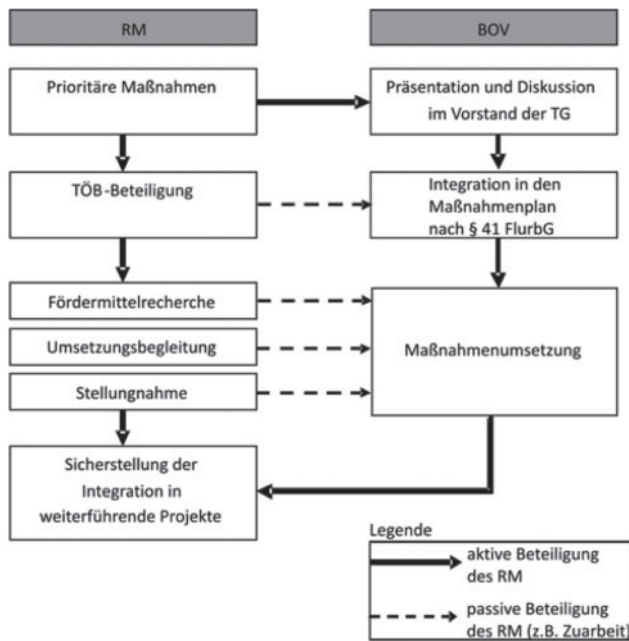 RM
BOV
Prioritäre Maßnahmen
Präsentation und Diskussion
im Vorstand der TG
TÖB-Beteiligung
Integration in den
Maßnahmenplan
nach § 41 FlurbG
Fördermittelrecherche
Umsetzungsbegleitung
Stellungnahme
Maßnahmenumsetzung
Sicherstellung der
Integration in
weiterführende Projekte
Legende
aktive Beteiligung
des RM
passive Beteiligung
des RM (z.B. Zuarbeit)